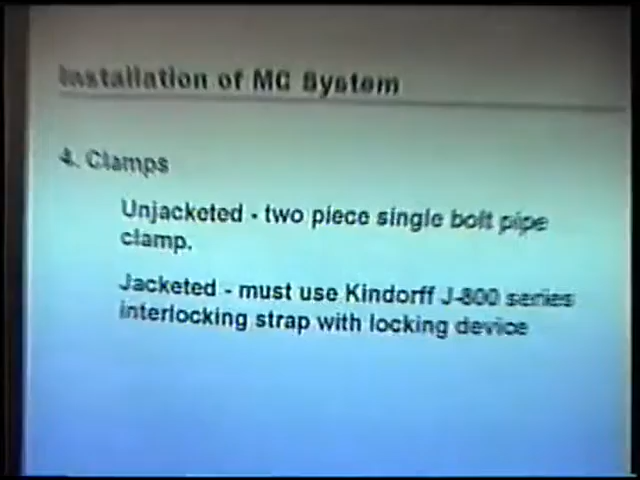 Installation of MC System
4. Clamps
Unjacketed - two piece single bolt pipe
clamp.
Jacketed - must use Kindorff J-800 series
interlocking strap with locking device